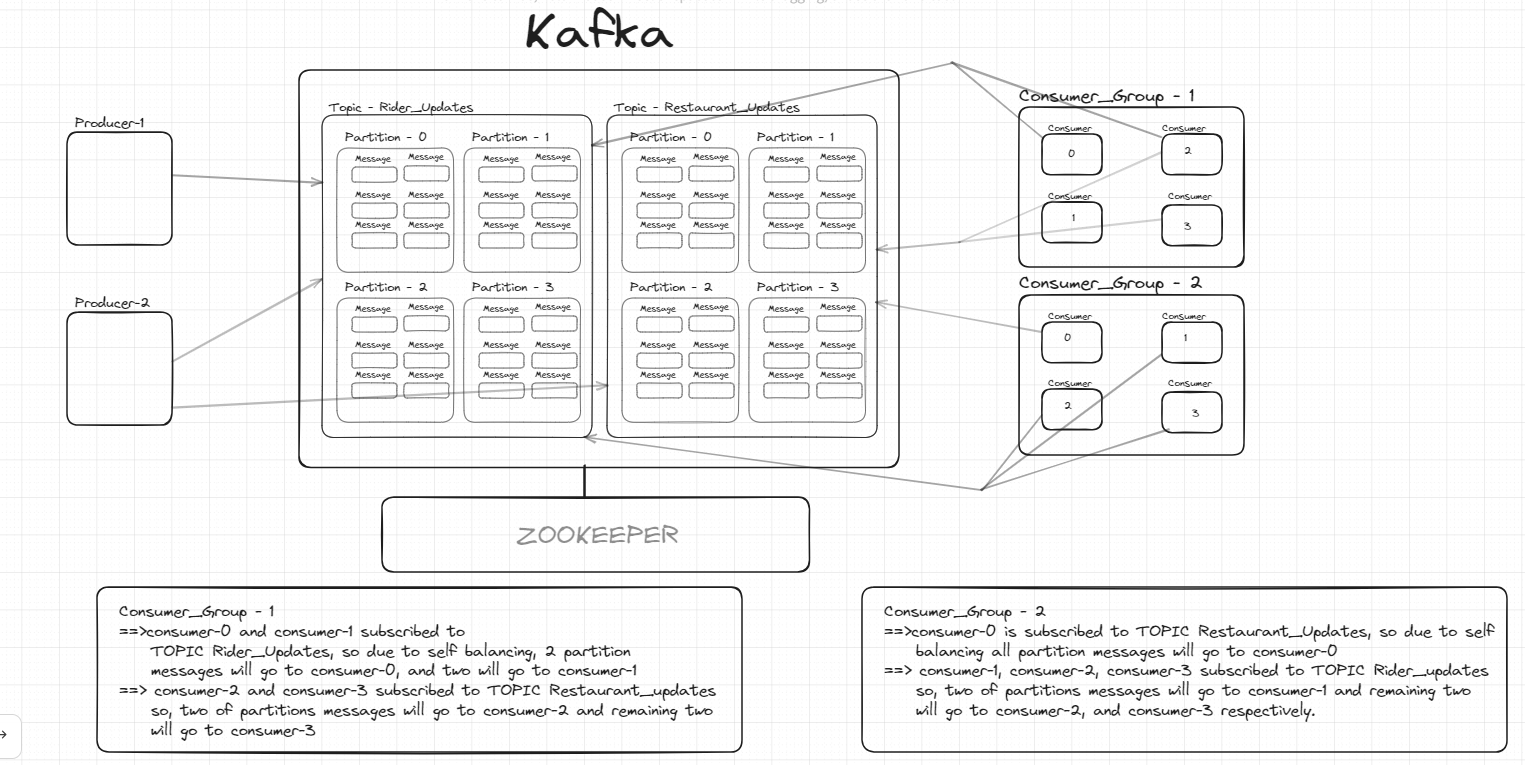 Kafka
Producer-1
Producer-2
Topic - Rider_Updates
Partition - 0
Message Message
Message Message
Message Message
Partition - 1
Message Message
Message Message
Message Message
Partition - 2
Message Message
Message Message
Message Message
Partition - 3
Message Message
Message Message
Message Message
Topic - Restaurant_Updates
Partition - 0
Message Message
Message Message
Message Message
Partition - 1
Message Message
Message Message
Message Message
Partition - 2
Message Message
Message Message
Message Message
Partition - 3
Message Message
Message Message
Message Message
Consumer_Group - 1
Consumer
0
Consumer
2
Consumer
1
Consumer
3
Consumer_Group - 2
Consumer
0
Consumer
1
Consumer
2
Consumer
3
ZOOKEEPER
Consumer_Group - 1
==>consumer-0 and consumer-1 subscribed to
TOPIC Rider_Updates, so due to self balancing, 2 partition
messages will go to consumer-0, and two will go to consumer-1
==> consumer-2 and consumer-3 subscribed to TOPIC Restaurant_updates
so, two of partitions messages will go to consumer-2 and remaining two
will go to consumer-3
Consumer_Group - 2
==>consumer-0 is subscribed to TOPIC Restaurant_Updates, so due to self
balancing all partition messages will go to consumer-0
==> consumer-1, consumer-2, consumer-3 subscribed to TOPIC Rider_updates
so, two of partitions messages will go to consumer-1 and remaining two
will go to consumer-2, and consumer-3 respectively.